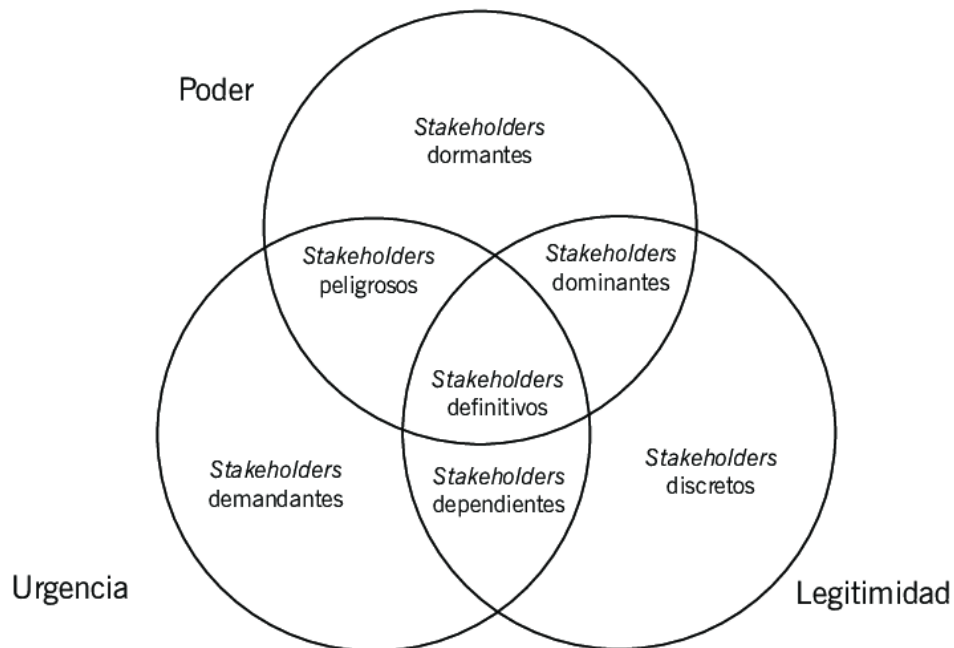 Poder
Stakeholders
dormantes
Stakeholders
peligrosos
Stakeholders
dominantes
Stakeholders
definitivos
Stakeholders
demandantes
Stakeholders
dependientes
Stakeholders
discretos
Urgencia
Legitimidad